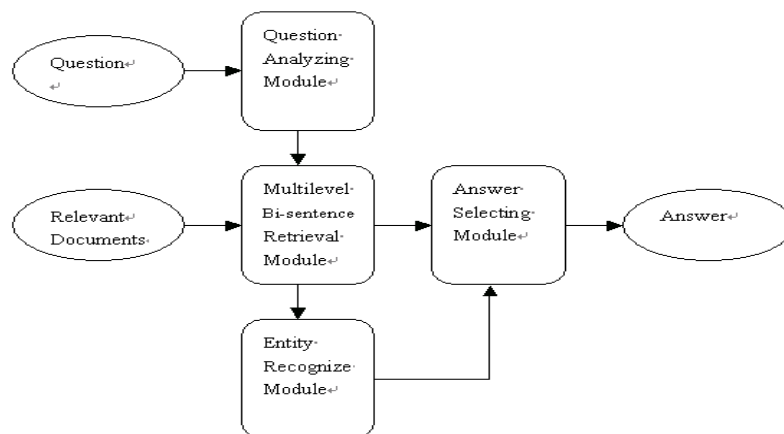 Question
Question
Analyzing
Module
Relevant
Documents
Multilevel
Bi-sentence
Retrieval
Module
Answer
Selecting
Module
Answer
Entity
Recognize
Module